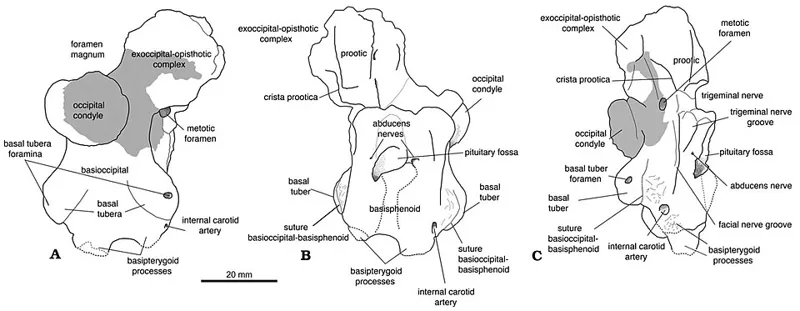 foramen
magnum
exoccipital-opisthotic
complex
occipital
condyle
metotic
foramen
basal tubera
foramina
basioccipital
basal
tubera
internal carotid
artery
basipterygoid
processes
A
20 mm
exoccipital-opisthotic
complex
prootic
crista prootica
occipital
condyle
abducens
nerves
pituitary fossa
basal
tuber
basal
tuber
basisphenoid
suture
basioccipital-basisphenoid
suture
basioccipital-
basisphenoid
basipterygoid
processes
internal carotid
artery
B
exoccipital-opisthotic
complex
metotic
foramen
prootic
crista prootica
trigeminal nerve
trigeminal nerve
groove
occipital
condyle
pituitary fossa
basal tuber
foramen
abducens nerve
basal
tuber
facial nerve groove
suture
basioccipital-
basisphenoid
internal carotid
artery
basipterygoid
processes
C